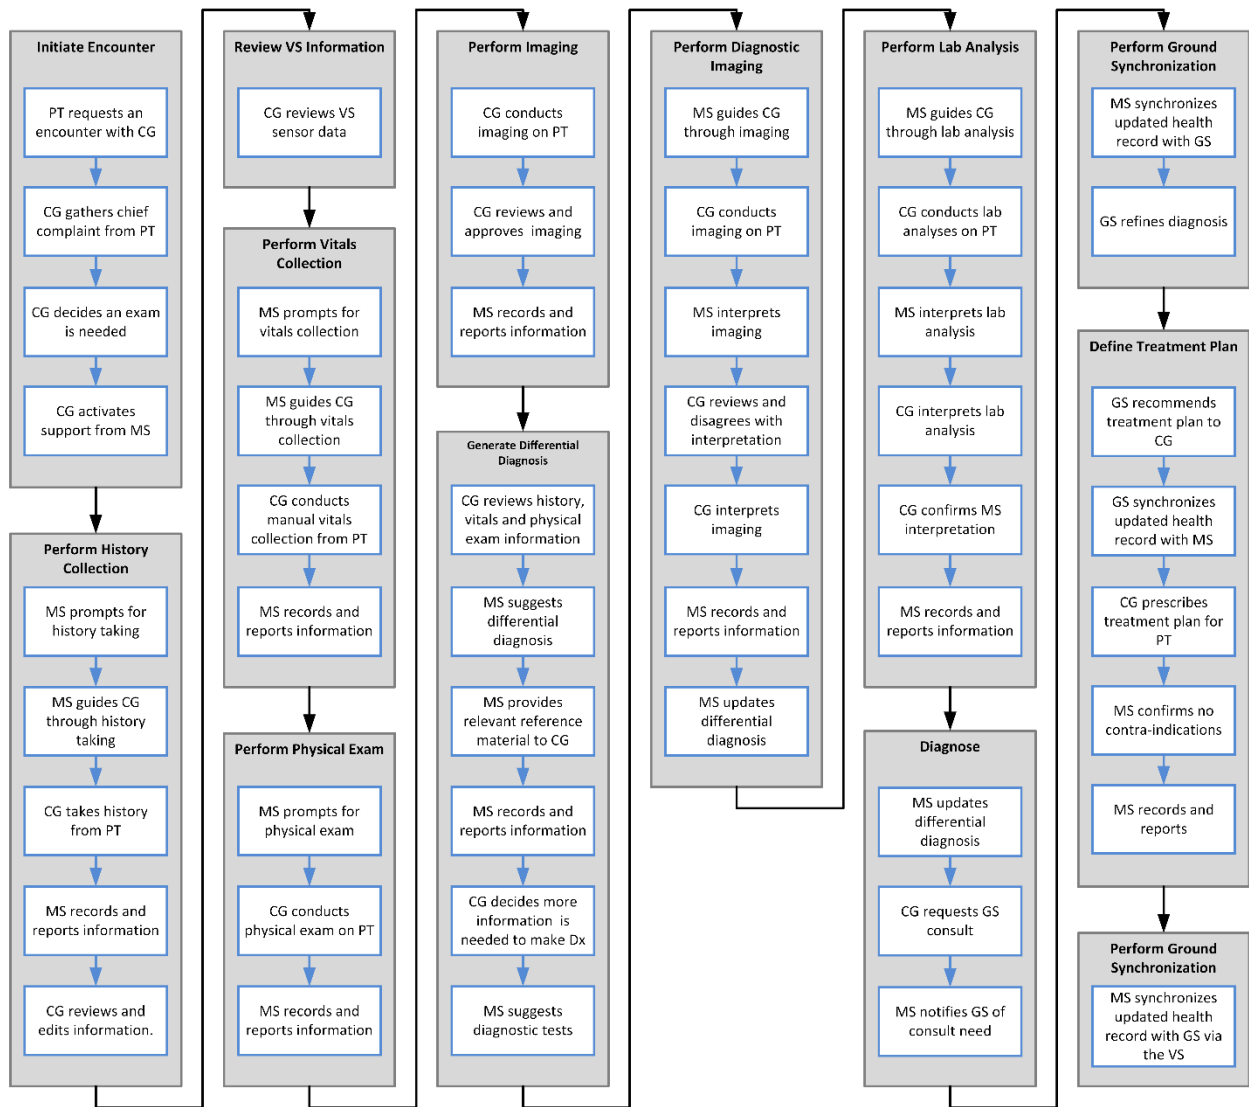 Initiate Encounter
PT requests an
encounter with CG
CG gathers chief
complaint from PT
CG decides an exam
is needed
CG activates
support from MS
Perform History
Collection
MS prompts for
history taking
MS guides CG
through history
taking
CG takes history
from PT
MS records and
reports information
CG reviews and
edits information.
Review VS Information
CG reviews VS
sensor data
Perform Vitals
Collection
MS prompts for
vitals collection
MS guides CG
through vitals
collection
CG conducts
manual vitals
collection from PT
MS records and
reports information
Perform Physical Exam
MS prompts for
physical exam
CG conducts
physical exam on PT
MS records and
reports information
Perform Imaging
CG conducts
imaging on PT
CG reviews and
approves imaging
MS records and
reports information
Generate Differential
Diagnosis
CG reviews history,
vitals and physical
exam information
MS suggests
differential
diagnosis
MS provides
relevant reference
material to CG
MS records and
reports information
CG decides more
information is
needed to make Dx
MS suggests
diagnostic tests
Perform Diagnostic
Imaging
MS guides CG
through imaging
CG conducts
imaging on PT
MS interprets
imaging
CG reviews and
disagrees with
interpretation
CG interprets
imaging
MS records and
reports information
MS updates
differential
diagnosis
Perform Lab Analysis
MS guides CG
through lab analysis
CG conducts lab
analyses on PT
MS interprets lab
analysis
CG interprets lab
analysis
CG confirms MS
interpretation
MS records and
reports information
Diagnose
MS updates
differential
diagnosis
CG requests GS
consult
MS notifies GS of
consult need
Perform Ground
Synchronization
MS synchronizes
updated health
record with GS
GS refines diagnosis
Define Treatment Plan
GS recommends
treatment plan to
CG
GS synchronizes
updated health
record with MS
CG prescribes
treatment plan for
PT
MS confirms no
contra-indications
MS records and
reports
Perform Ground
Synchronization
MS synchronizes
updated health
record with GS via
the VS